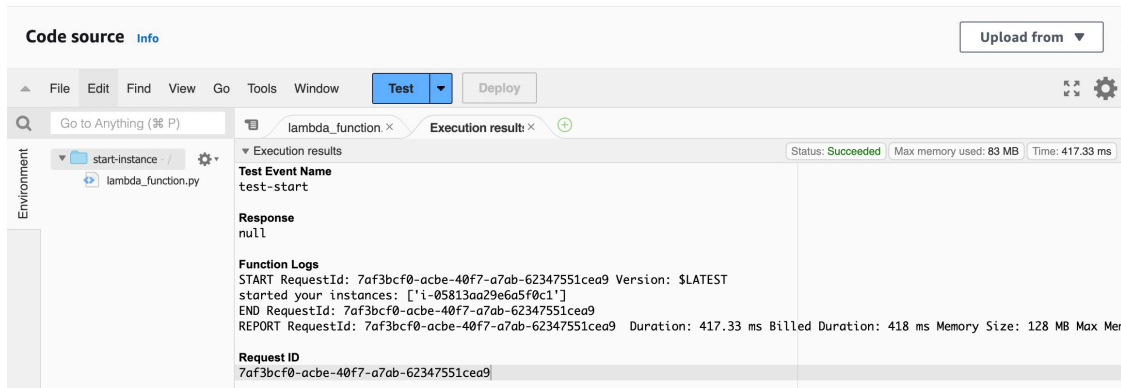 Code source Info
Upload from
File Edit Find View Go Tools Window Test Deploy
Go to Anything (⌘ P)
lambda_function. × Execution result: ×
Environment
start-instance - /
lambda_function.py
Execution results
Status: Succeeded Max memory used: 83 MB Time: 417.33 ms
Test Event Name
test-start
Response
null
Function Logs
START RequestId: 7af3bcf0-acbe-40f7-a7ab-62347551cea9 Version: $LATEST
started your instances: ['i-05813aa29e6a5f0c1']
END RequestId: 7af3bcf0-acbe-40f7-a7ab-62347551cea9
REPORT RequestId: 7af3bcf0-acbe-40f7-a7ab-62347551cea9 Duration: 417.33 ms Billed Duration: 418 ms Memory Size: 128 MB Max Mer
Request ID
7af3bcf0-acbe-40f7-a7ab-62347551cea9